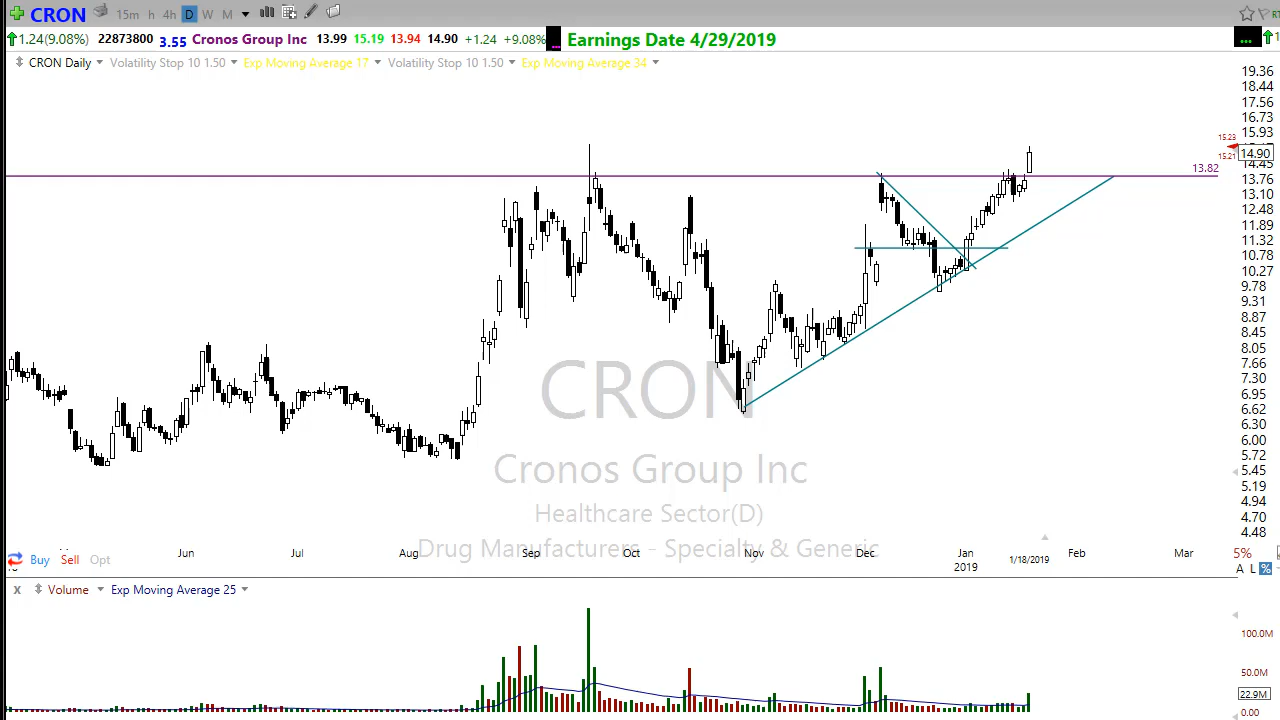 CRON 15m h 4h D W M
1.24(9.08%) 22873800 3.55 Cronos Group Inc 13.99 15.19 13.94 14.90 +1.24 +9.08% ... Earnings Date 4/29/2019 ...
CRON Daily Volatility Stop 10 1.50 Exp Moving Average 17 Volatility Stop 10 1.50 Exp Moving Average 34
19.36
18.44
17.56
16.73
15.93
15.23
14.90
15.21
14.45
13.82
13.76
13.10
12.48
11.89
11.32
10.78
10.27
9.78
9.31
8.87
8.45
8.05
7.66
7.30
6.95
6.62
6.30
6.00
5.72
5.45
5.19
4.94
4.70
4.48
CRON
Cronos Group Inc
Healthcare Sector(D)
Drug Manufacturers - Specialty & Generic
Jun Jul Aug Sep Oct Nov Dec Jan Feb Mar
2019 1/18/2019
Buy Sell Opt
5%
A L %
X Volume Exp Moving Average 25
100.0M
50.0M
22.9M
0.00